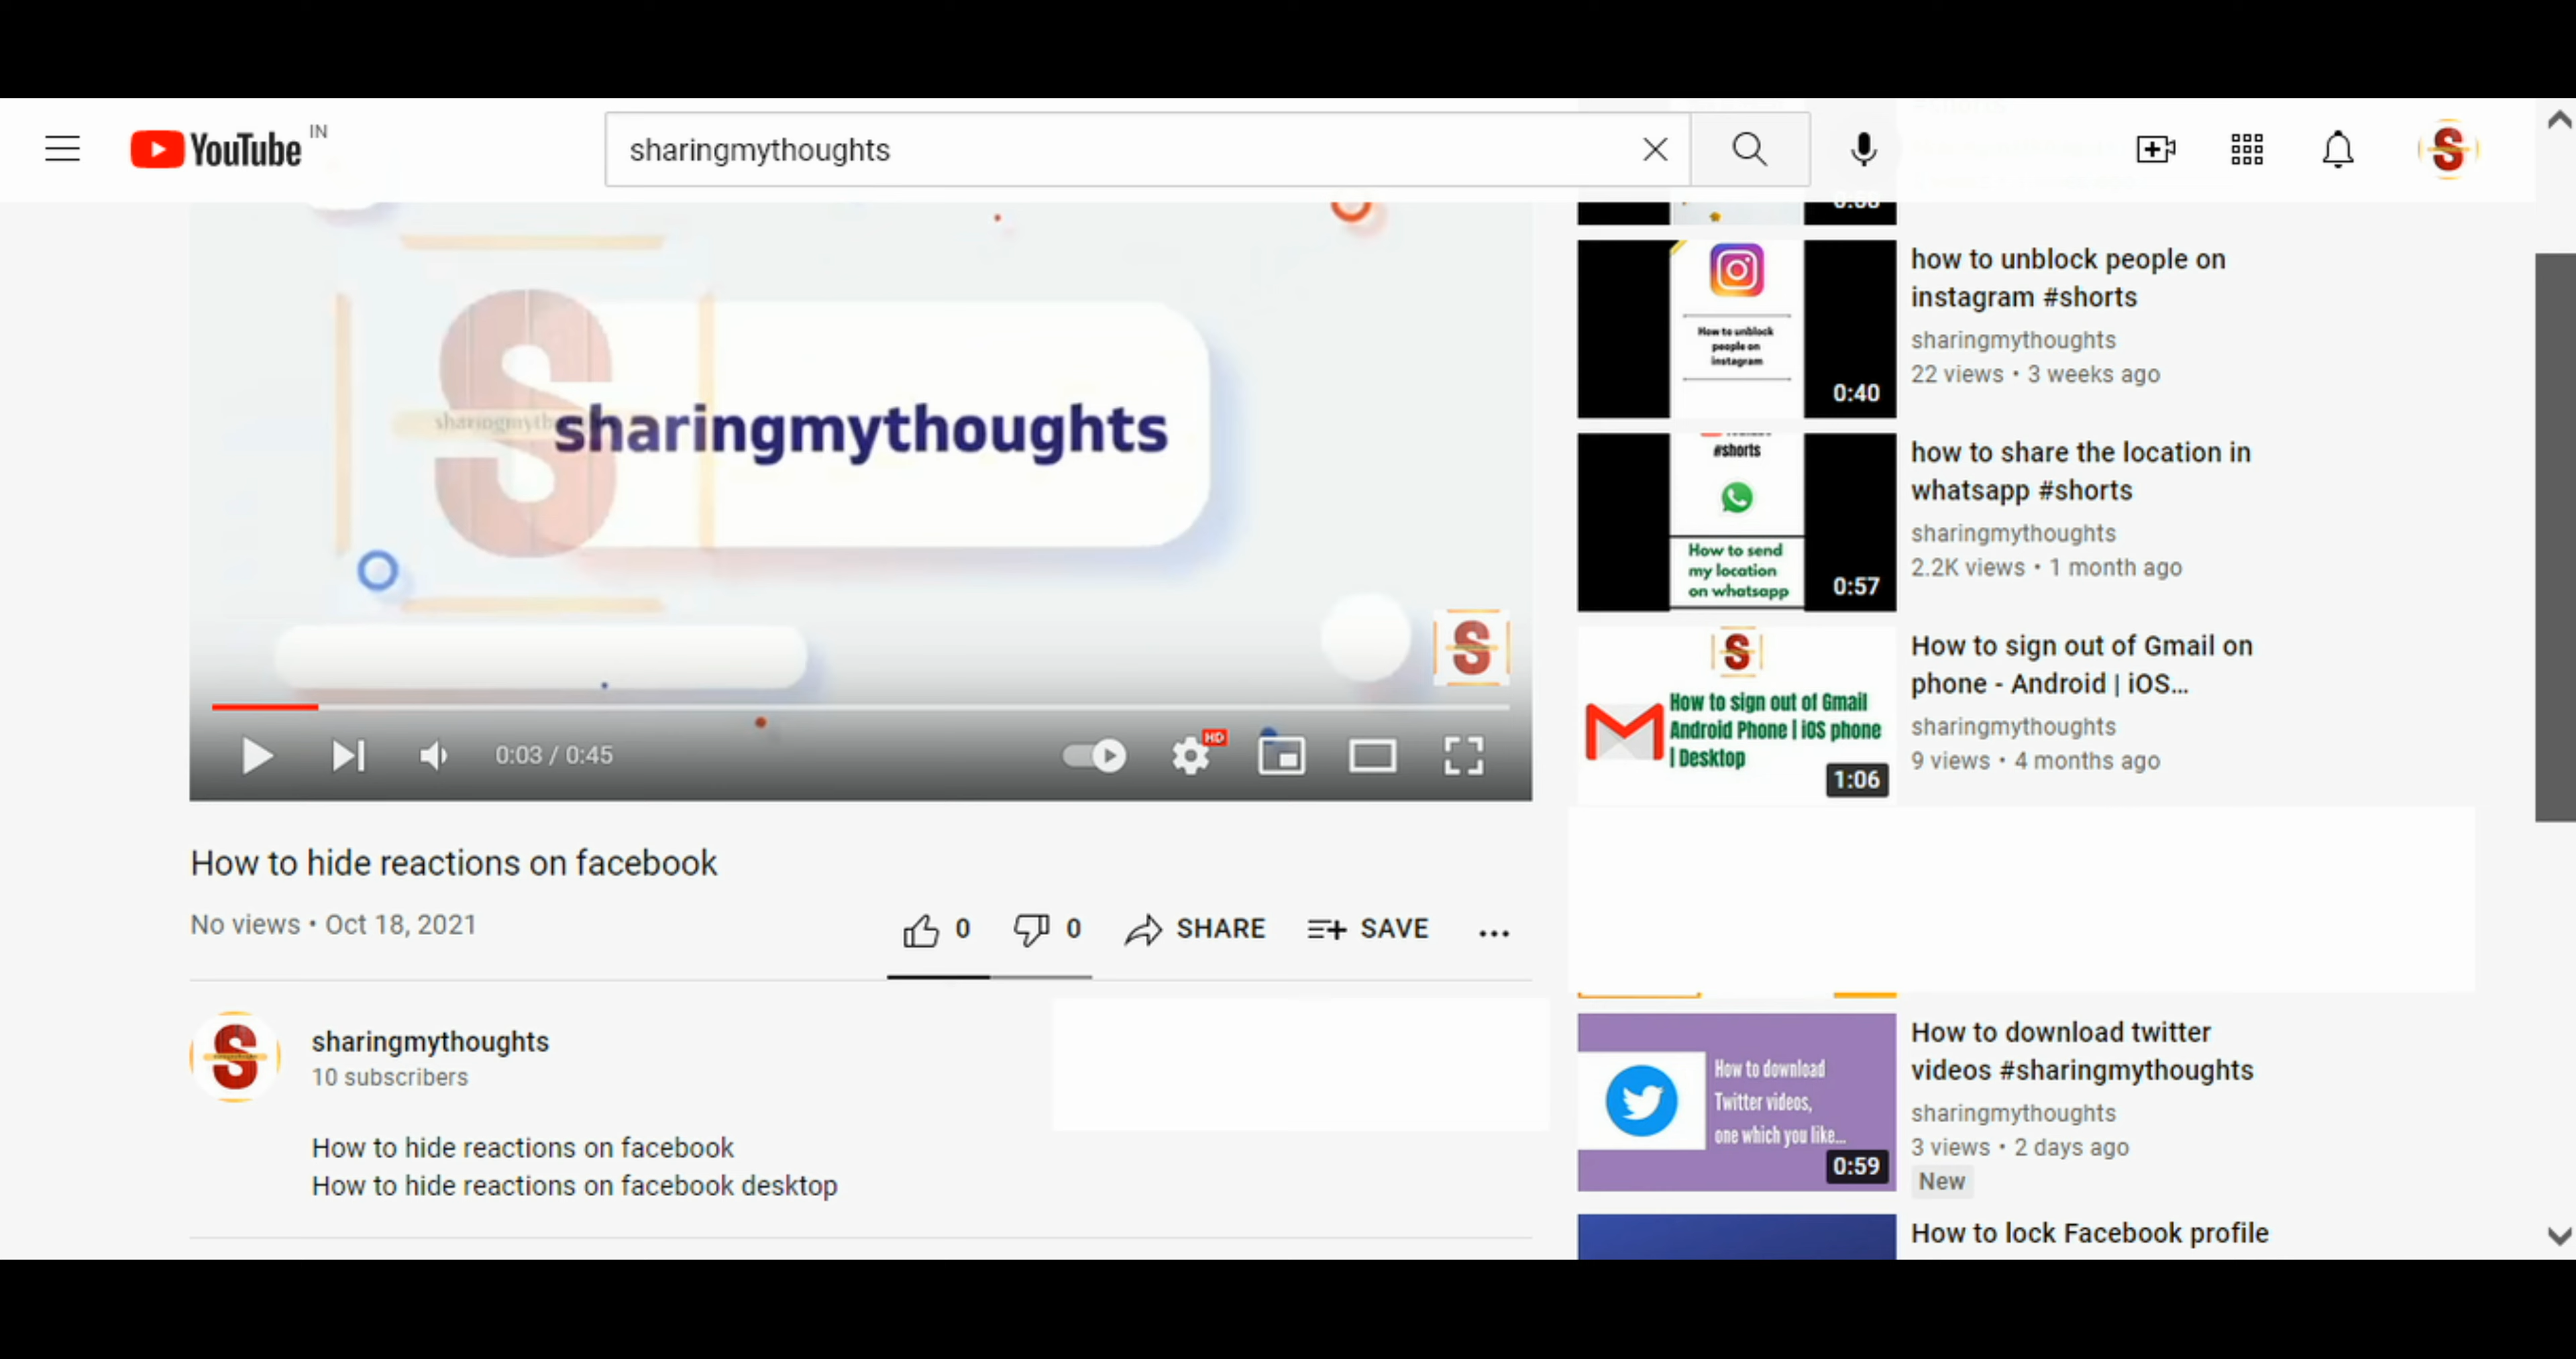 YouTube IN
sharingmythoughts
sharingmythoughts
0:03 / 0:45
HD
How to hide reactions on facebook
No views • Oct 18, 2021
0
0
SHARE
SAVE
sharingmythoughts
10 subscribers
How to hide reactions on facebook
How to hide reactions on facebook desktop
How to unblock
people on
instagram
0:40
how to unblock people on
instagram #shorts
sharingmythoughts
22 views • 3 weeks ago
#shorts
How to send
my location
on whatsapp
0:57
how to share the location in
whatsapp #shorts
sharingmythoughts
2.2K views • 1 month ago
How to sign out of Gmail
Android Phone | iOS phone
| Desktop
1:06
How to sign out of Gmail on
phone - Android | iOS...
sharingmythoughts
9 views • 4 months ago
How to download
Twitter videos,
one which you like...
0:59
How to download twitter
videos #sharingmythoughts
sharingmythoughts
3 views • 2 days ago
New
How to lock Facebook profile